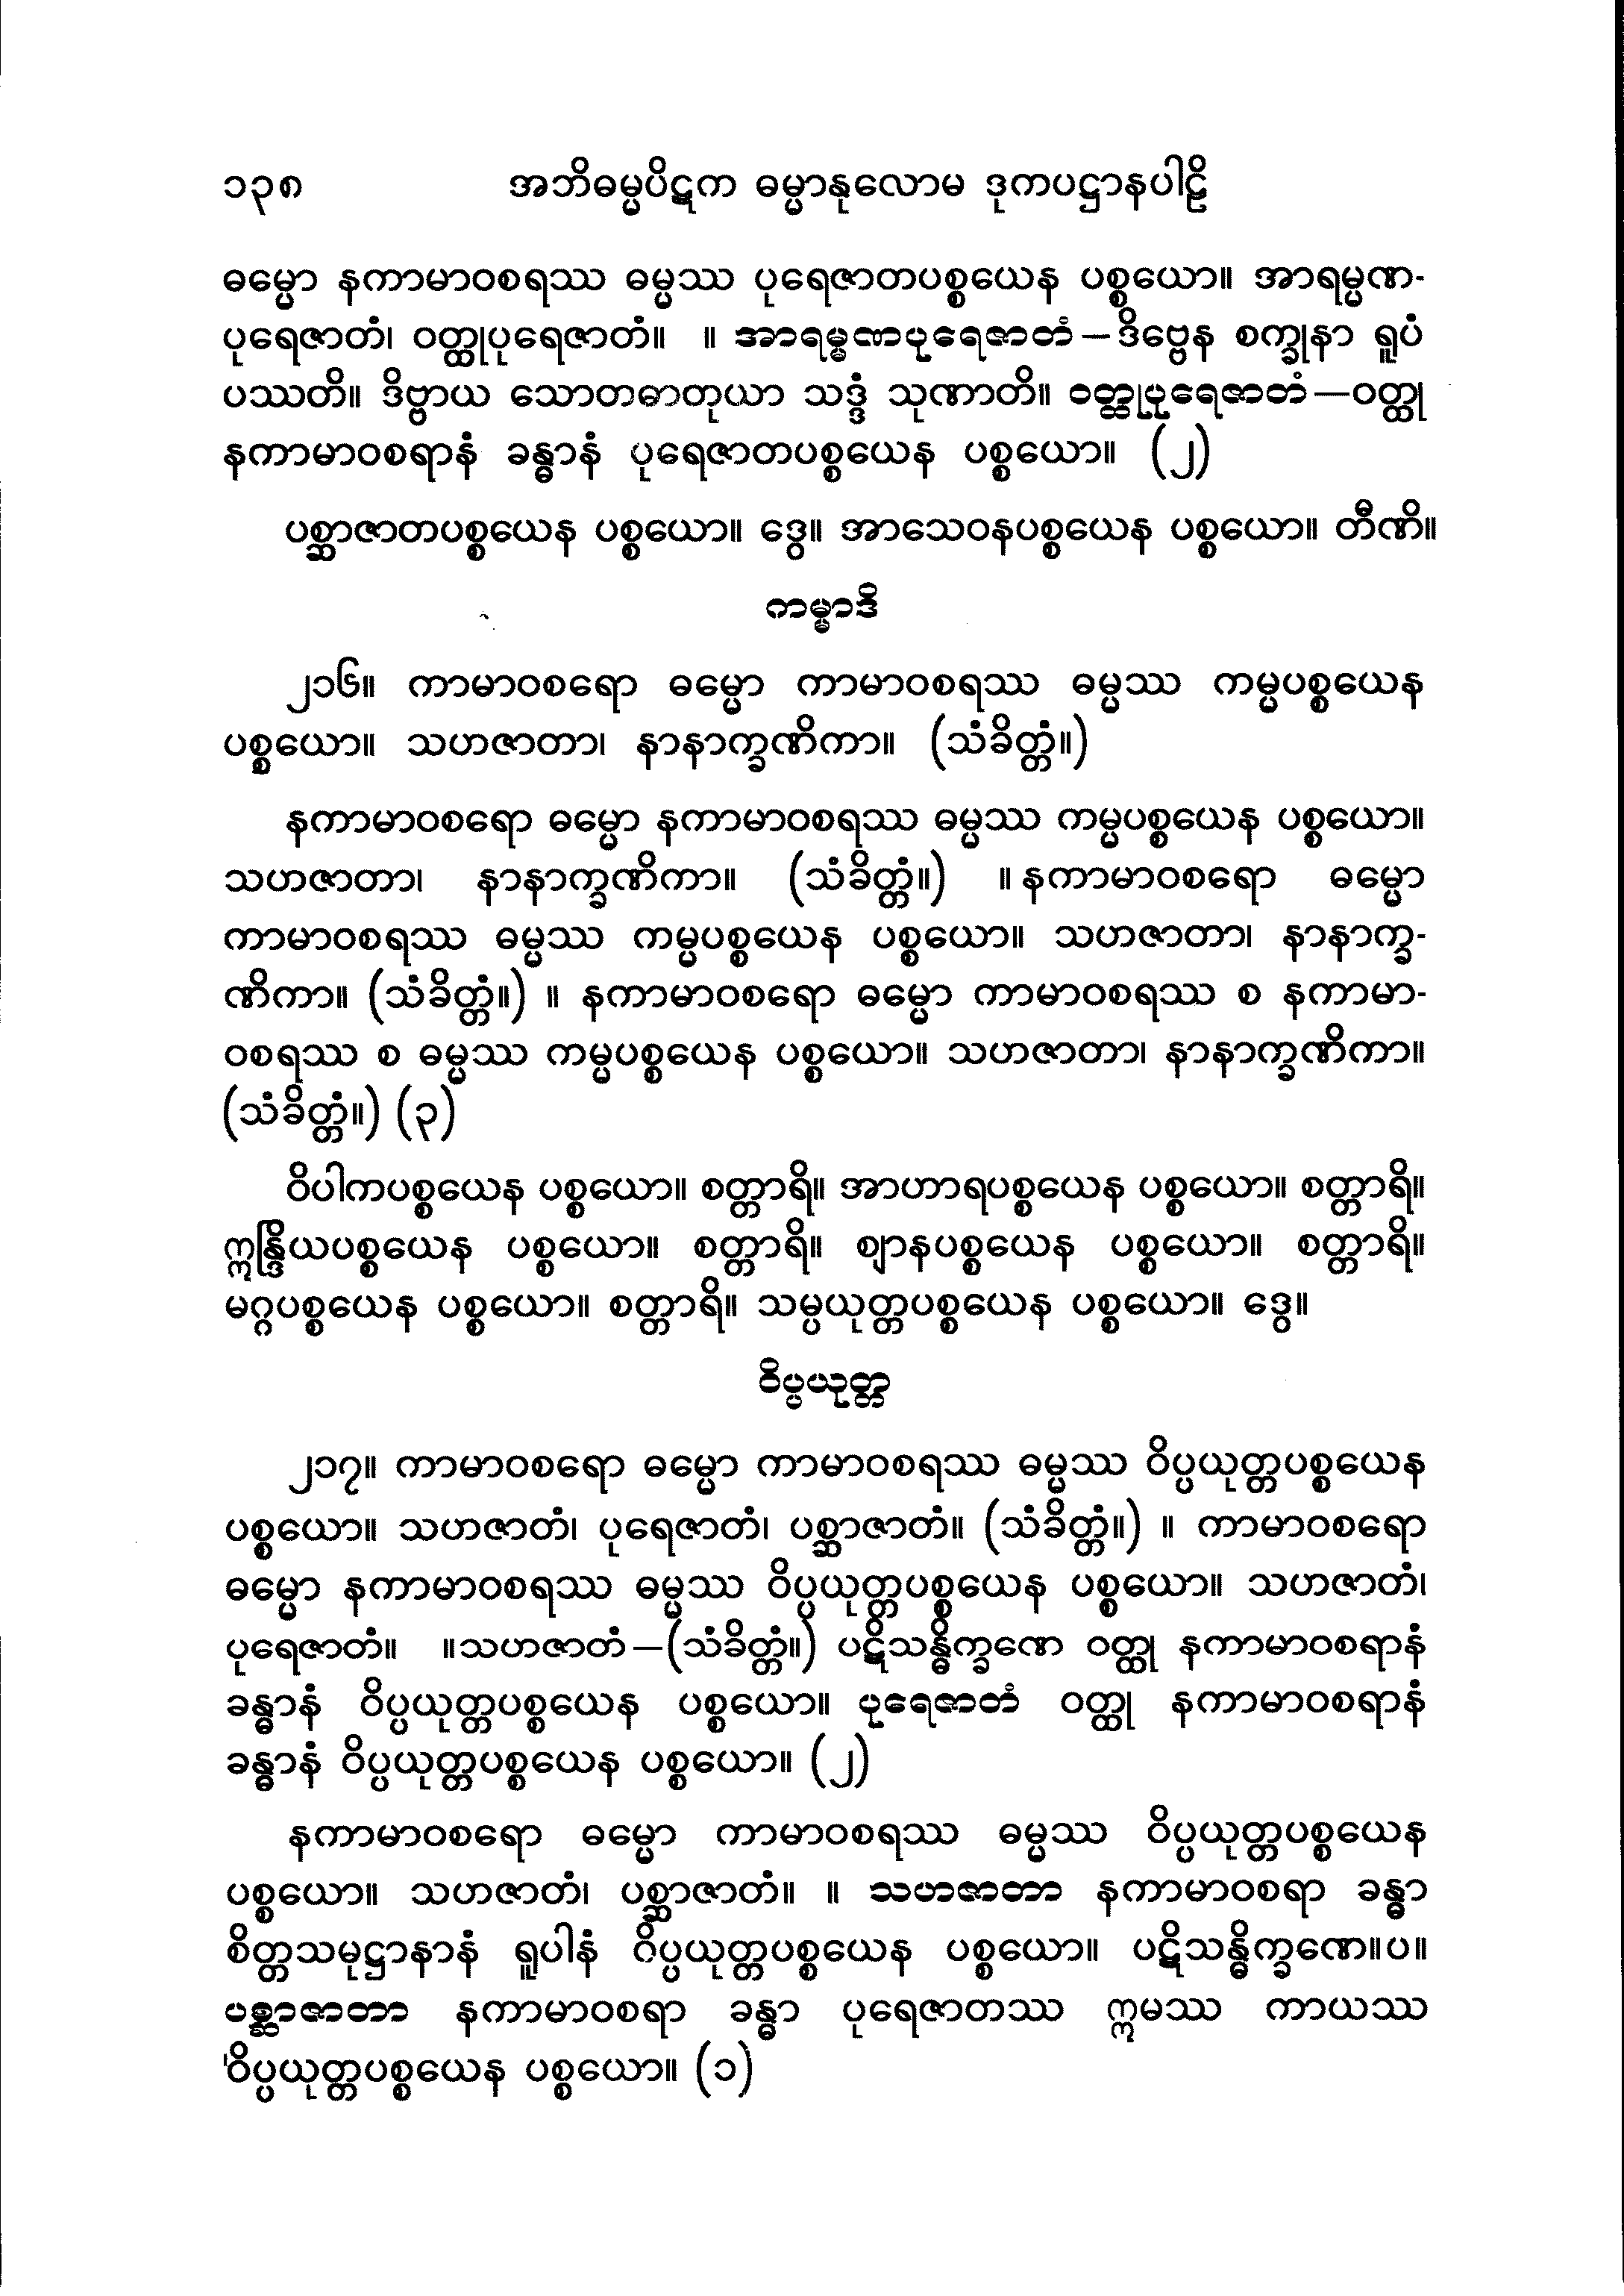 ၁၃၈ အဘိဓမ္မပိဋက ဓမ္မာနုလောမ ဒုကပဋ္ဌာနပါဠိ
ဓမ္မော နကာမာဝစရဿ ဓမ္မဿ ပုရေဇာတပစ္စယေန ပစ္စယော။ အာရမ္မဏ-
ပုရေဇာတံ၊ ဝတ္ထုပုရေဇာတံ။ ။ အာရမ္မဏပုရေဇာတံ—ဒိဗ္ဗေန စက္ခုနာ ရူပံ
ပဿတိ။ ဒိဗ္ဗာယ သောတဓာတုယာ သဒ္ဒံ သုဏာတိ။ ဝတ္ထုပုရေဇာတံ—ဝတ္ထု
နကာမာဝစရာနံ ခန္ဓာနံ ပုရေဇာတပစ္စယေန ပစ္စယော။ (၂)
ပစ္ဆာဇာတပစ္စယေန ပစ္စယော။ ဒွေ။ အာသေဝနပစ္စယေန ပစ္စယော။ တီဏိ။
ကမ္မာဒိ
၂၁၆။ ကာမာဝစရော ဓမ္မော ကာမာဝစရဿ ဓမ္မဿ ကမ္မပစ္စယေန
ပစ္စယော။ သဟဇာတာ၊ နာနာက္ခဏိကာ။ (သံခိတ္တံ။)
နကာမာဝစရော ဓမ္မော နကာမာဝစရဿ ဓမ္မဿ ကမ္မပစ္စယေန ပစ္စယော။
သဟဇာတာ၊ နာနာက္ခဏိကာ။ (သံခိတ္တံ။) ။ နကာမာဝစရော ဓမ္မော
ကာမာဝစရဿ ဓမ္မဿ ကမ္မပစ္စယေန ပစ္စယော။ သဟဇာတာ၊ နာနာက္ခ-
ဏိကာ။ (သံခိတ္တံ။) ။ နကာမာဝစရော ဓမ္မော ကာမာဝစရဿ စ နကာမာ-
ဝစရဿ စ ဓမ္မဿ ကမ္မပစ္စယေန ပစ္စယော။ သဟဇာတာ၊ နာနာက္ခဏိကာ။
(သံခိတ္တံ။) (၃)
ဝိပါကပစ္စယေန ပစ္စယော။ စတ္တာရိ။ အာဟာရပစ္စယေန ပစ္စယော။ စတ္တာရိ။
ဣန္ဒြိယပစ္စယေန ပစ္စယော။ စတ္တာရိ။ ဈာနပစ္စယေန ပစ္စယော။ စတ္တာရိ။
မဂ္ဂပစ္စယေန ပစ္စယော။ စတ္တာရိ။ သမ္ပယုတ္တပစ္စယေန ပစ္စယော။ ဒွေ။
ဝိပ္ပယုတ္တ
၂၁၇။ ကာမာဝစရော ဓမ္မော ကာမာဝစရဿ ဓမ္မဿ ဝိပ္ပယုတ္တပစ္စယေန
ပစ္စယော။ သဟဇာတံ၊ ပုရေဇာတံ၊ ပစ္ဆာဇာတံ။ (သံခိတ္တံ။) ။ ကာမာဝစရော
ဓမ္မော နကာမာဝစရဿ ဓမ္မဿ ဝိပ္ပယုတ္တပစ္စယေန ပစ္စယော။ သဟဇာတံ၊
ပုရေဇာတံ။ ။သဟဇာတံ—(သံခိတ္တံ။) ပဋိသန္ဓိက္ခဏေ ဝတ္ထု နကာမာဝစရာနံ
ခန္ဓာနံ ဝိပ္ပယုတ္တပစ္စယေန ပစ္စယော။ ပုရေဇာတံ ဝတ္ထု နကာမာဝစရာနံ
ခန္ဓာနံ ဝိပ္ပယုတ္တပစ္စယေန ပစ္စယော။ (၂)
နကာမာဝစရော ဓမ္မော ကာမာဝစရဿ ဓမ္မဿ ဝိပ္ပယုတ္တပစ္စယေန
ပစ္စယော။ သဟဇာတံ၊ ပစ္ဆာဇာတံ။ ။ သဟဇာတာ နကာမာဝစရာ ခန္ဓာ
စိတ္တသမုဋ္ဌာနာနံ ရူပါနံ ဝိပ္ပယုတ္တပစ္စယေန ပစ္စယော။ ပဋိသန္ဓိက္ခဏေ။ပ။
ပစ္ဆာဇာတာ နကာမာဝစရာ ခန္ဓာ ပုရေဇာတဿ ဣမဿ ကာယဿ
ဝိပ္ပယုတ္တပစ္စယေန ပစ္စယော။ (၁)